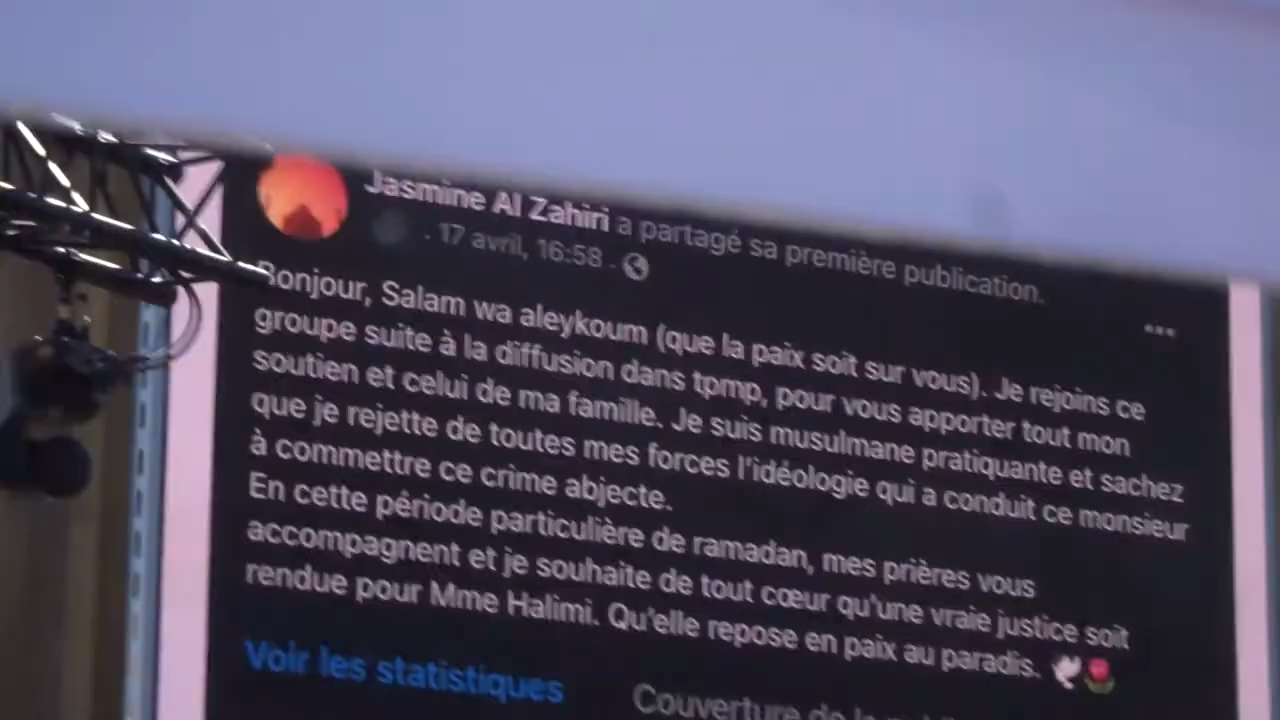 Jasmine Al Zahiri a partagé sa première publication.
. 17 avril, 16:58 .
Bonjour, Salam wa aleykoum (que la paix soit sur vous). Je rejoins ce
groupe suite à la diffusion dans tpmp, pour vous apporter tout mon
soutien et celui de ma famille. Je suis musulmane pratiquante et sachez
que je rejette de toutes mes forces l'idéologie qui a conduit ce monsieur
à commettre ce crime abjecte.
En cette période particulière de ramadan, mes prières vous
accompagnent et je souhaite de tout cœur qu'une vraie justice soit
rendue pour Mme Halimi. Qu'elle repose en paix au paradis. 🕊️🌹
Voir les statistiques
Couverture de la